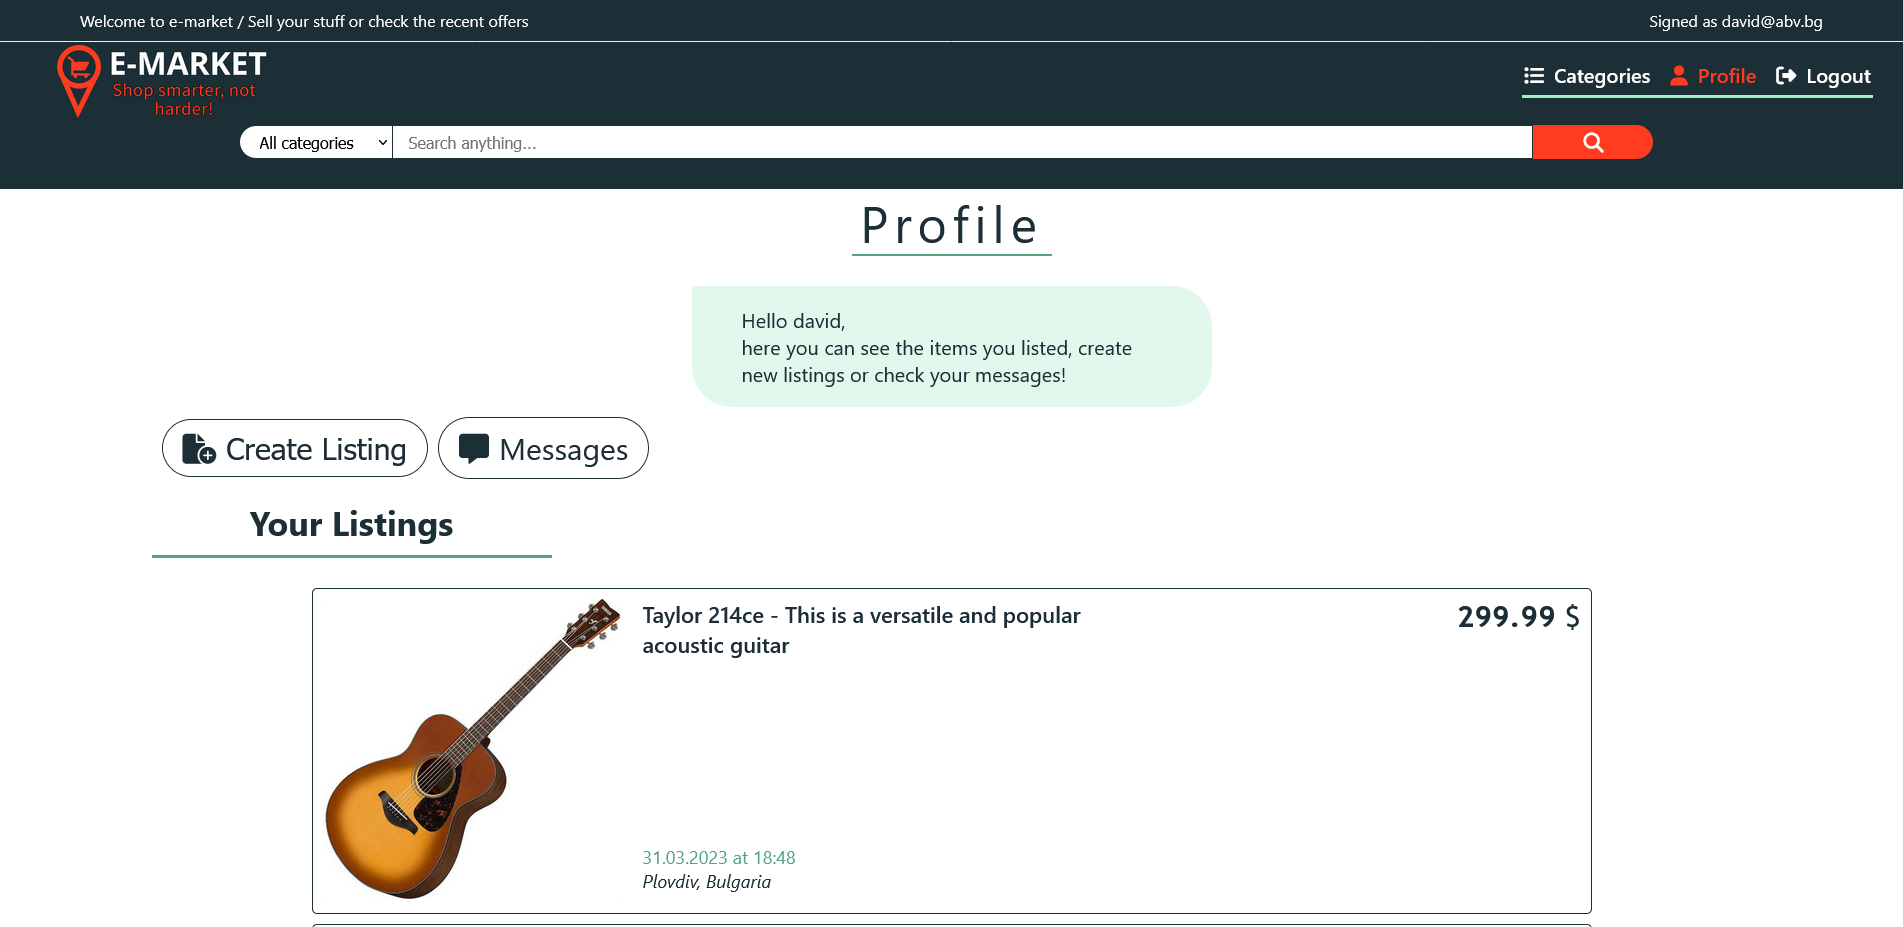 Welcome to e-market / Sell your stuff or check the recent offers
Signed as david@abv.bg
E-MARKET
Shop smarter, not
harder!
Categories
Profile
Logout
All categories
Search anything...
Profile
Hello david,
here you can see the items you listed, create
new listings or check your messages!
Create Listing
Messages
Your Listings
Taylor 214ce - This is a versatile and popular
acoustic guitar
299.99 $
31.03.2023 at 18:48
Plovdiv, Bulgaria